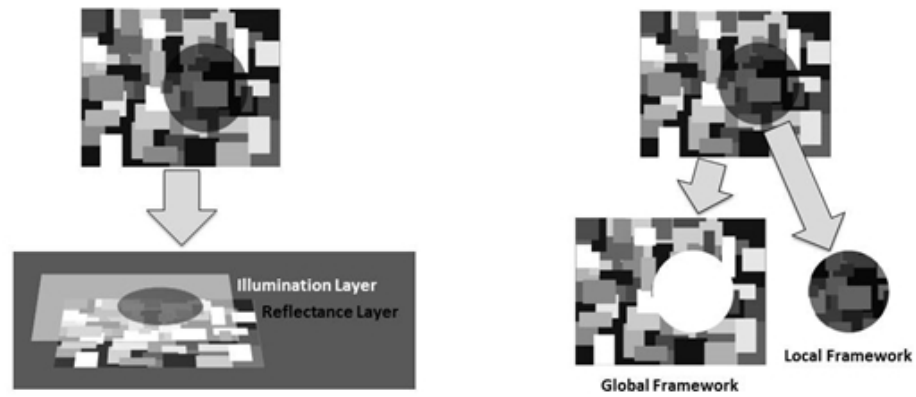 Illumination Layer
Reflectance Layer
Local Framework
Global Framework